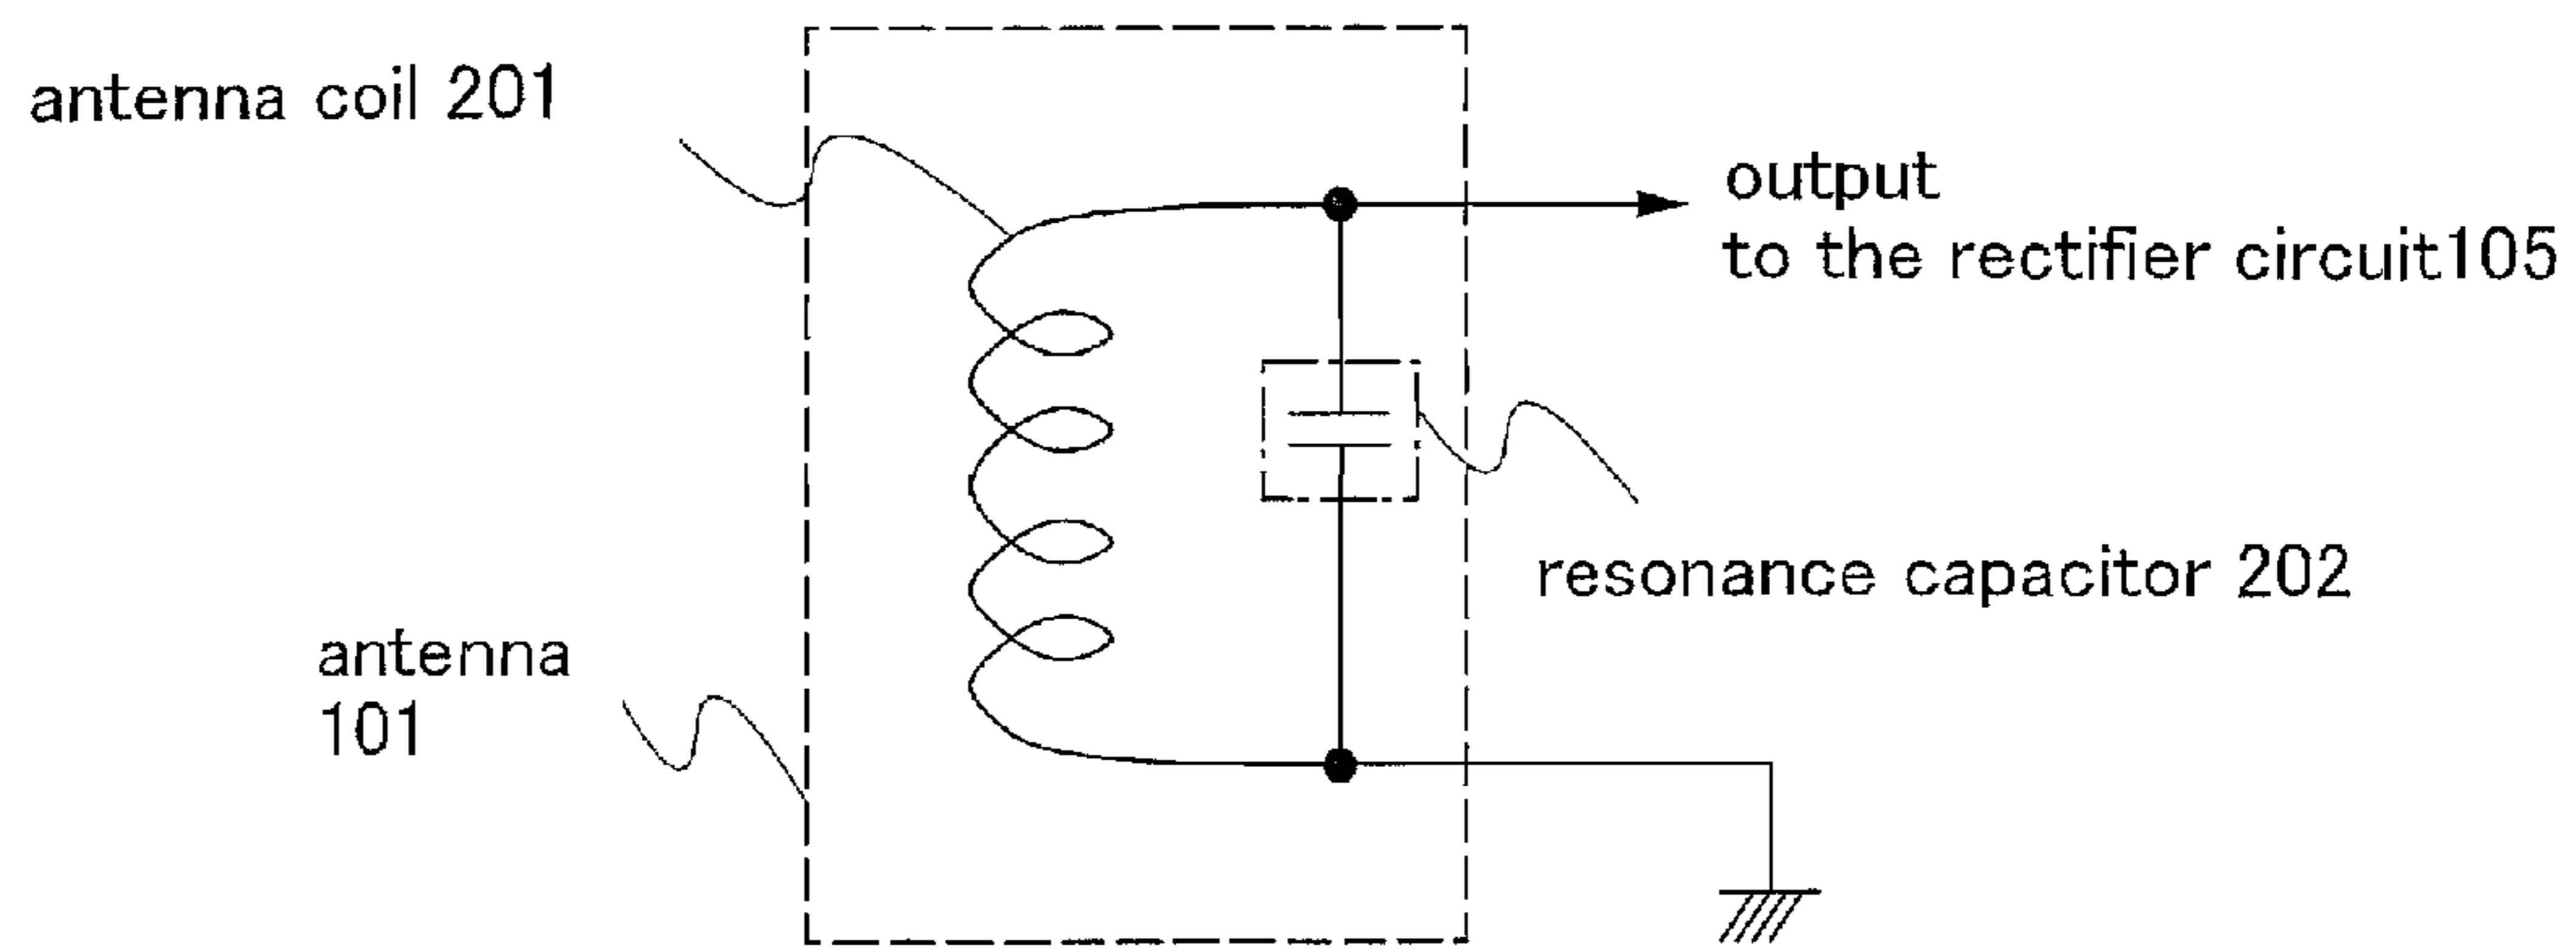 antenna coil 201
output
to the rectifier circuit105
resonance capacitor 202
antenna
101